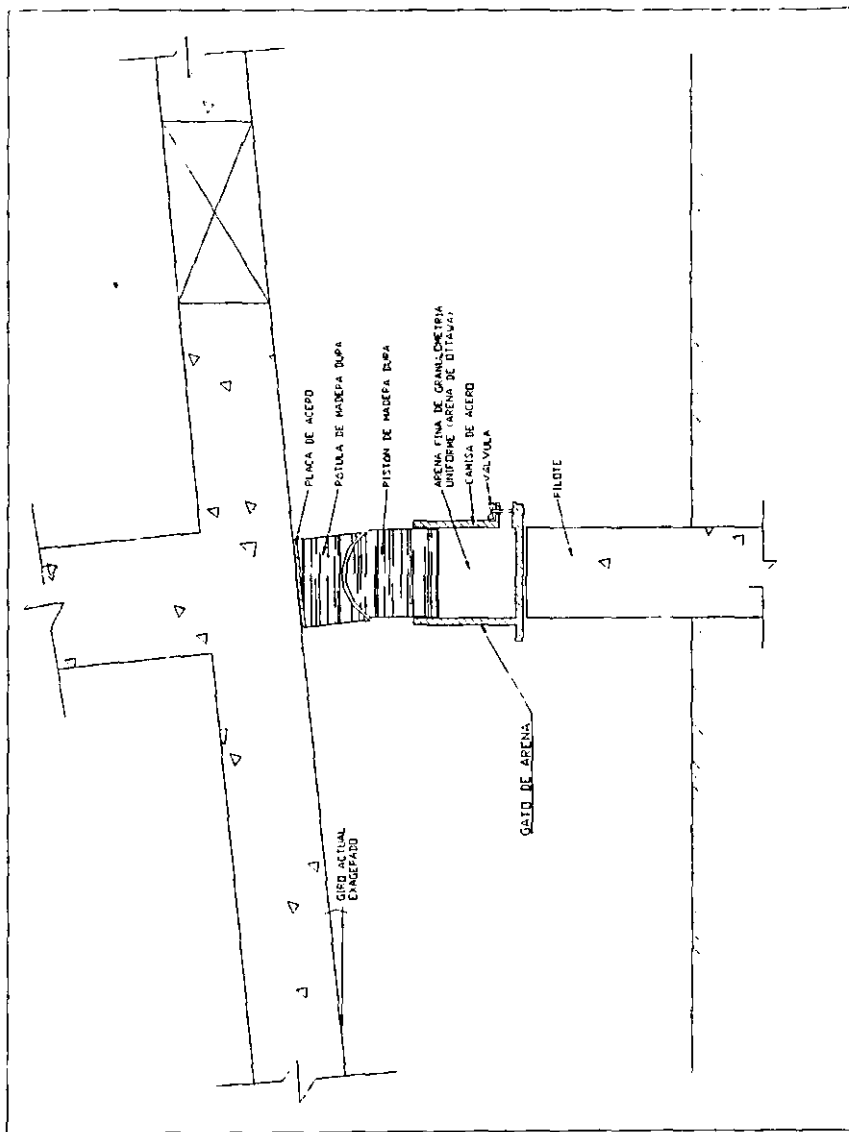 PLACA DE ACERO
ROTULA DE MADERA DURA
PISTON DE MADERA DURA
ARENA FINA DE GRANULOMETRIA
UNIFORME (ARENA DE OTTAWA)
CAMISA DE ACERO
VALVULA
PILOTE
GATO DE ARENA
GIRO ACTUAL
EXAGERADO